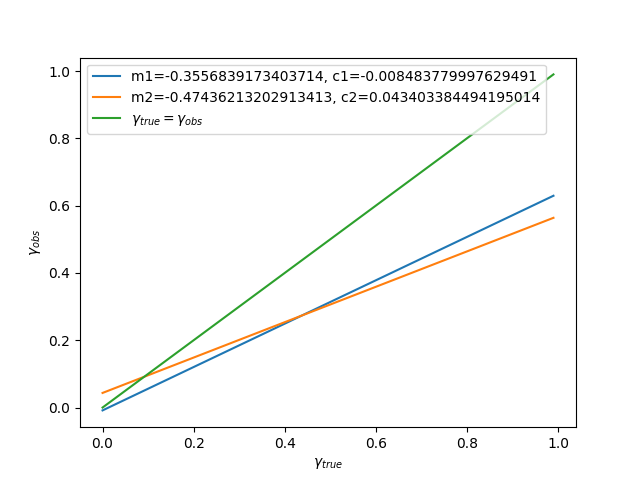 m1=-0.3556839173403714, c1=-0.008483779997629491
m2=-0.47436213202913413, c2=0.043403384494195014
γtrue = γobs
1.0
0.8
0.6
0.4
0.2
0.0
γobs
0.0 0.2 0.4 0.6 0.8 1.0
γtrue